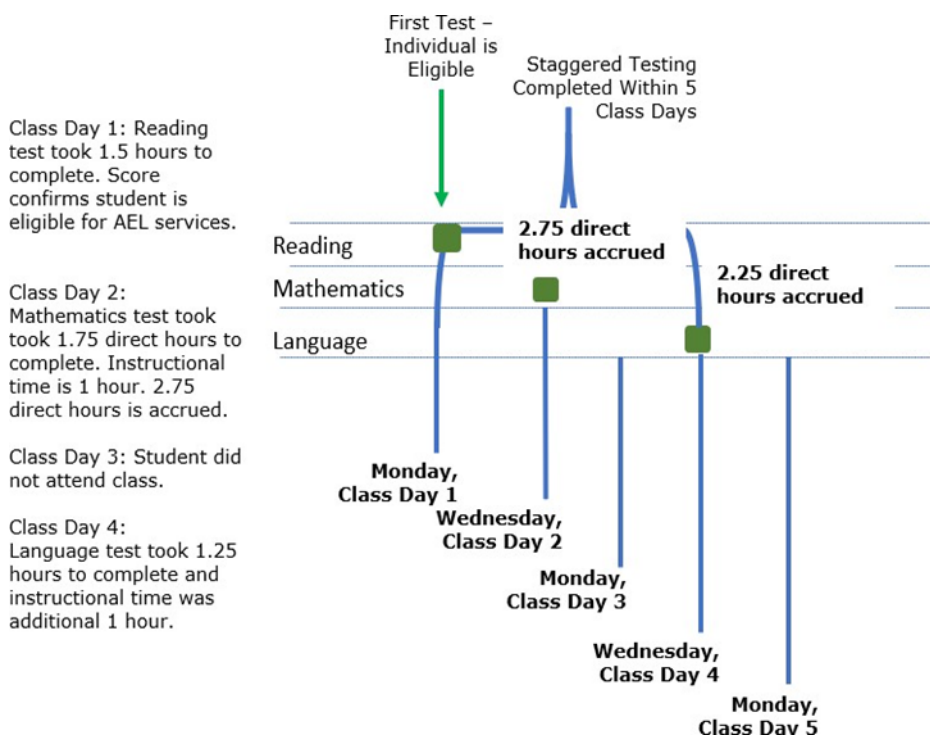 First Test –
Individual is
Eligible
Staggered Testing
Completed Within 5
Class Days
Class Day 1: Reading
test took 1.5 hours to
complete. Score
confirms student is
eligible for AEL services.
Class Day 2:
Mathematics test took
took 1.75 direct hours to
complete. Instructional
time is 1 hour. 2.75
direct hours is accrued.
Class Day 3: Student did
not attend class.
Class Day 4:
Language test took 1.25
hours to complete and
instructional time was
additional 1 hour.
Reading
Mathematics
Language
2.75 direct
hours accrued
2.25 direct
hours accrued
Monday,
Class Day 1
Wednesday,
Class Day 2
Monday,
Class Day 3
Wednesday,
Class Day 4
Monday,
Class Day 5